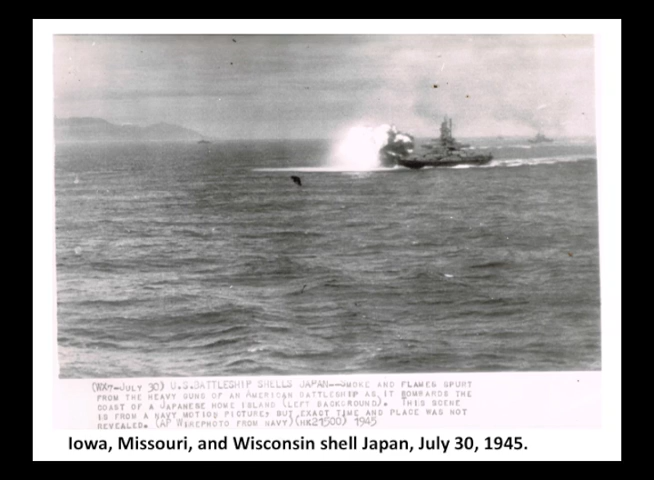 (WX7-JULY 30) U.S.BATTLESHIP SHELLS JAPAN--SMOKE AND FLAMES SPURT
FROM THE HEAVY GUNS OF AN AMERICAN BATTLESHIP AS IT BOMBARDS THE
COAST OF A JAPANESE HOME ISLAND (LEFT BACKGROUND). THIS SCENE
IS FROM A NAVY MOTION PICTURE, BUT EXACT TIME AND PLACE WAS NOT
REVEALED. (AP WIREPHOTO FROM NAVY)(HK21500) 1945
Iowa, Missouri, and Wisconsin shell Japan, July 30, 1945.